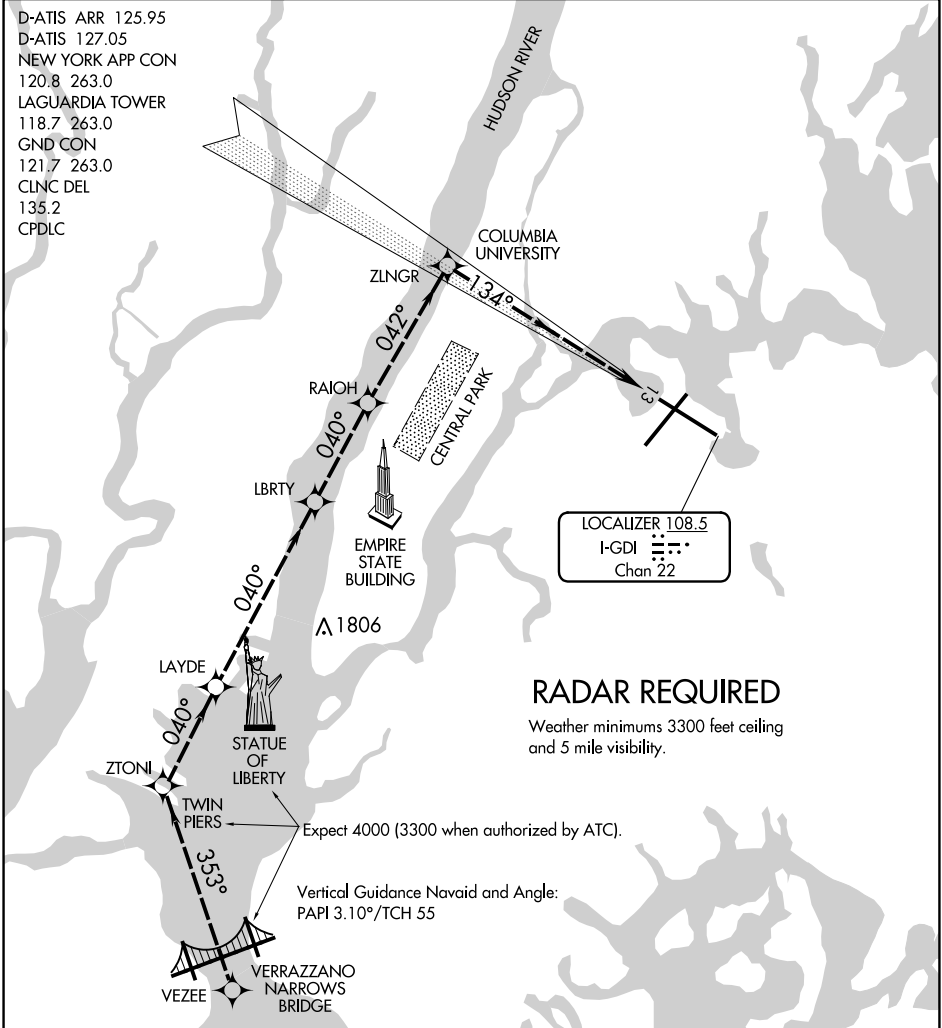 D-ATIS ARR 125.95
D-ATIS 127.05
NEW YORK APP CON
120.8 263.0
LAGUARDIA TOWER
118.7 263.0
GND CON
121.7 263.0
CLNC DEL
135.2
CPDLC
HUDSON RIVER
COLUMBIA
UNIVERSITY
ZLNGR
134°
042°
RAIOH
13
CENTRAL PARK
040°
LBRTY
EMPIRE
STATE
BUILDING
LOCALIZER 108.5
I-GDI
Chan 22
040°
1806
LAYDE
RADAR REQUIRED
Weather minimums 3300 feet ceiling
and 5 mile visibility.
040°
STATUE
OF
LIBERTY
ZTONI
TWIN
PIERS
Expect 4000 (3300 when authorized by ATC).
353°
Vertical Guidance Navaid and Angle:
PAPI 3.10°/TCH 55
VEZEE
VERRAZZANO
NARROWS
BRIDGE